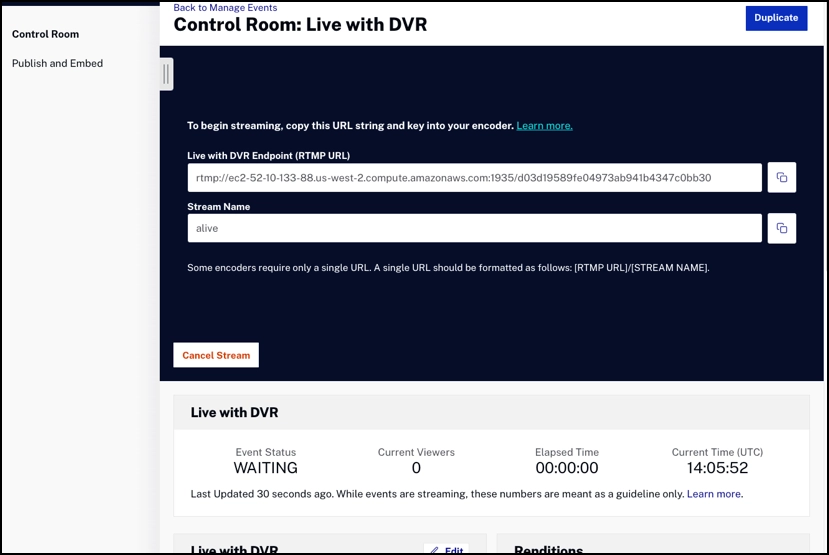 Back to Manage Events
Control Room: Live with DVR
Duplicate
Control Room
Publish and Embed
To begin streaming, copy this URL string and key into your encoder. Learn more.
Live with DVR Endpoint (RTMP URL)
rtmp://ec2-52-10-133-88.us-west-2.compute.amazonaws.com:1935/d03d19589fe04973ab941b4347c0bb30
Stream Name
alive
Some encoders require only a single URL. A single URL should be formatted as follows: [RTMP URL]/[STREAM NAME].
Cancel Stream
Live with DVR
Event Status Current Viewers Elapsed Time Current Time (UTC)
WAITING 0 00:00:00 14:05:52
Last Updated 30 seconds ago. While events are streaming, these numbers are meant as a guideline only. Learn more.
Live with DVR Edit Renditions